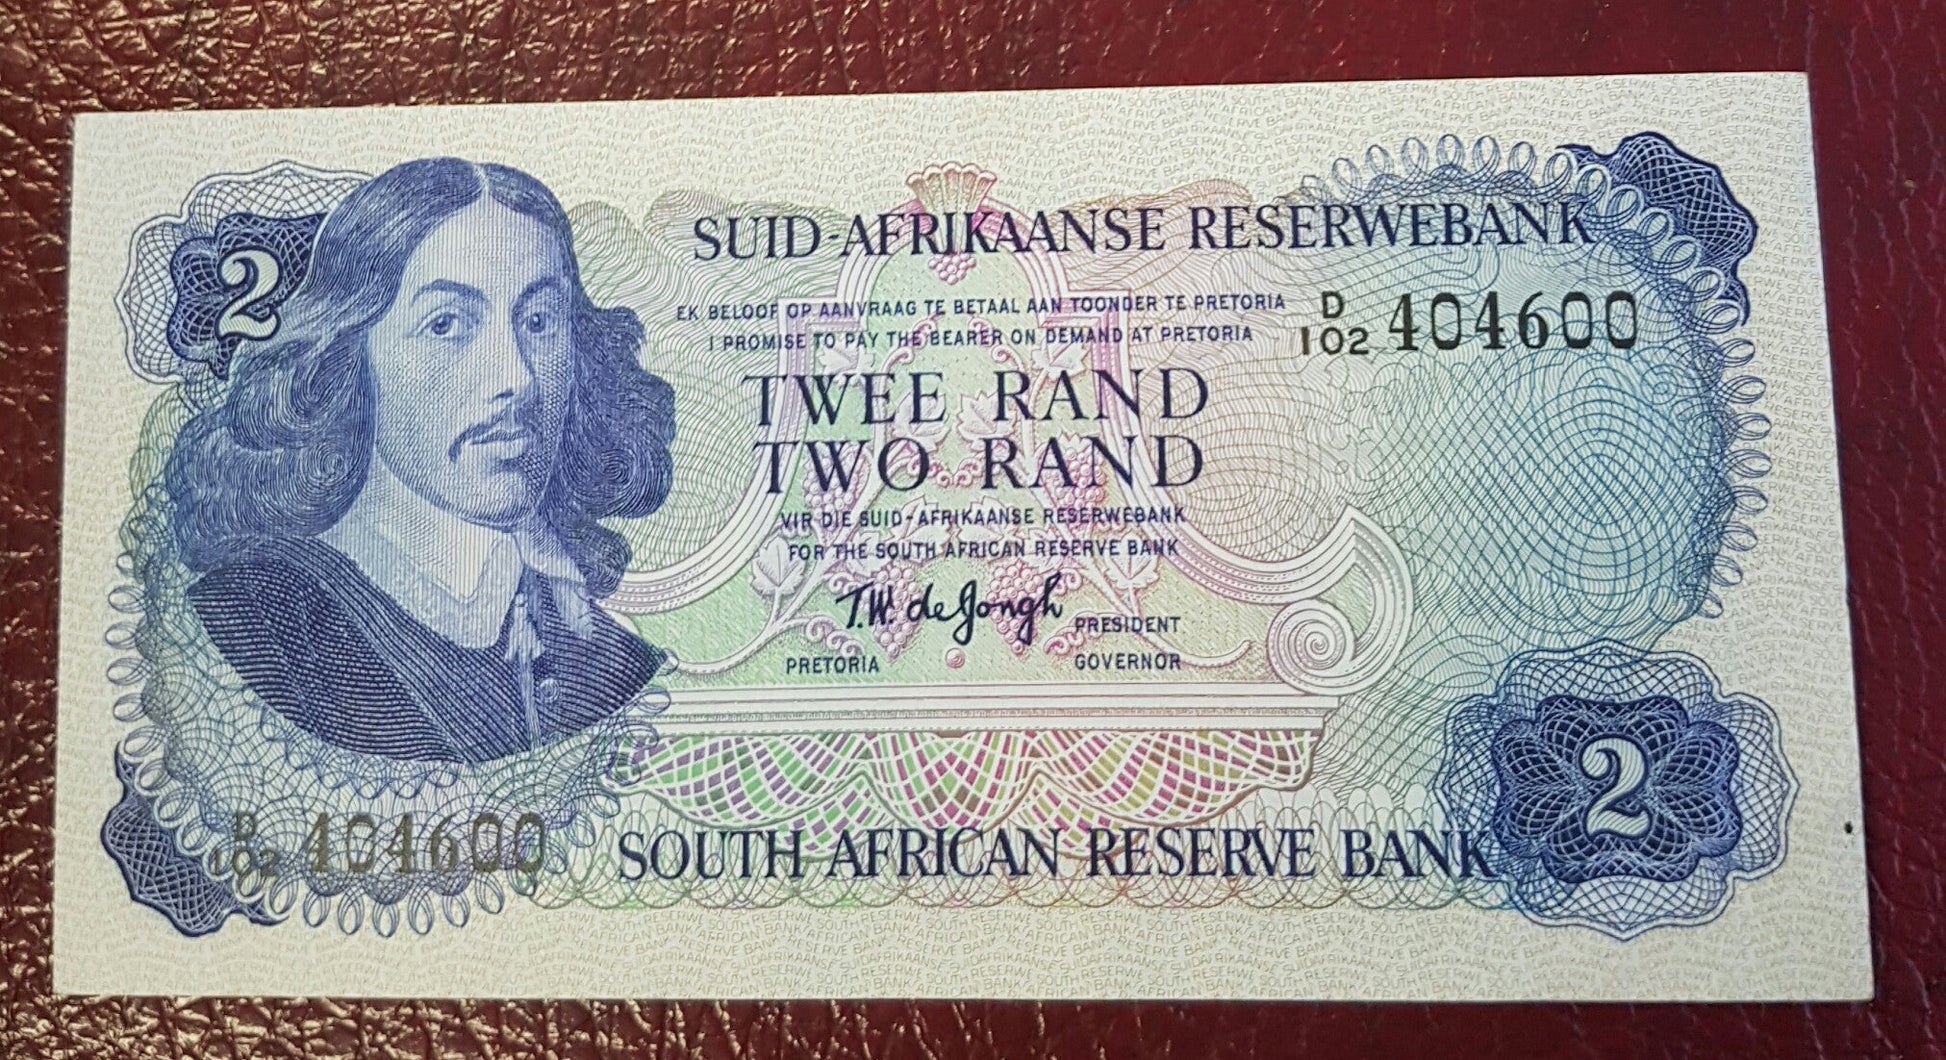 2
SUID-AFRIKAANSE RESERWEBANK
EK BELOOF OP AANVRAAG TE BETAAL AAN TOONDER TE PRETORIA
I PROMISE TO PAY THE BEARER ON DEMAND AT PRETORIA
D/102 404600
TWEE RAND
TWO RAND
VIR DIE SUID-AFRIKAANSE RESERWEBANK
FOR THE SOUTH AFRICAN RESERVE BANK
T.W. de Jongh
PRESIDENT
PRETORIA GOVERNOR
D/102 404600
SOUTH AFRICAN RESERVE BANK
2